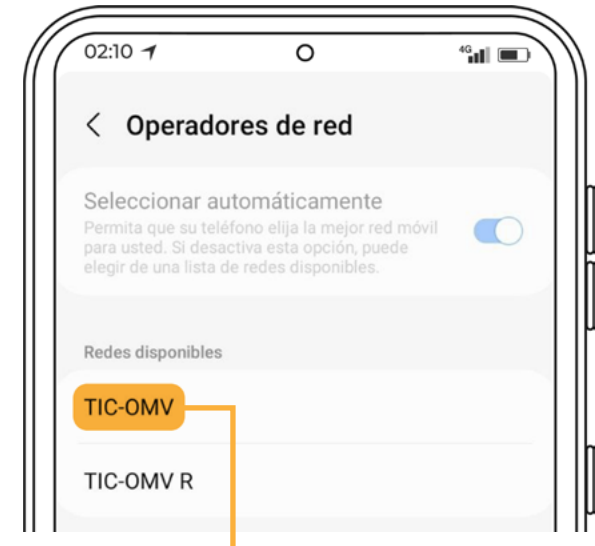 02:10
4G
Operadores de red
Seleccionar automáticamente
Permita que su teléfono elija la mejor red móvil
para usted. Si desactiva esta opción, puede
elegir de una lista de redes disponibles.
Redes disponibles
TIC-OMV
TIC-OMV R